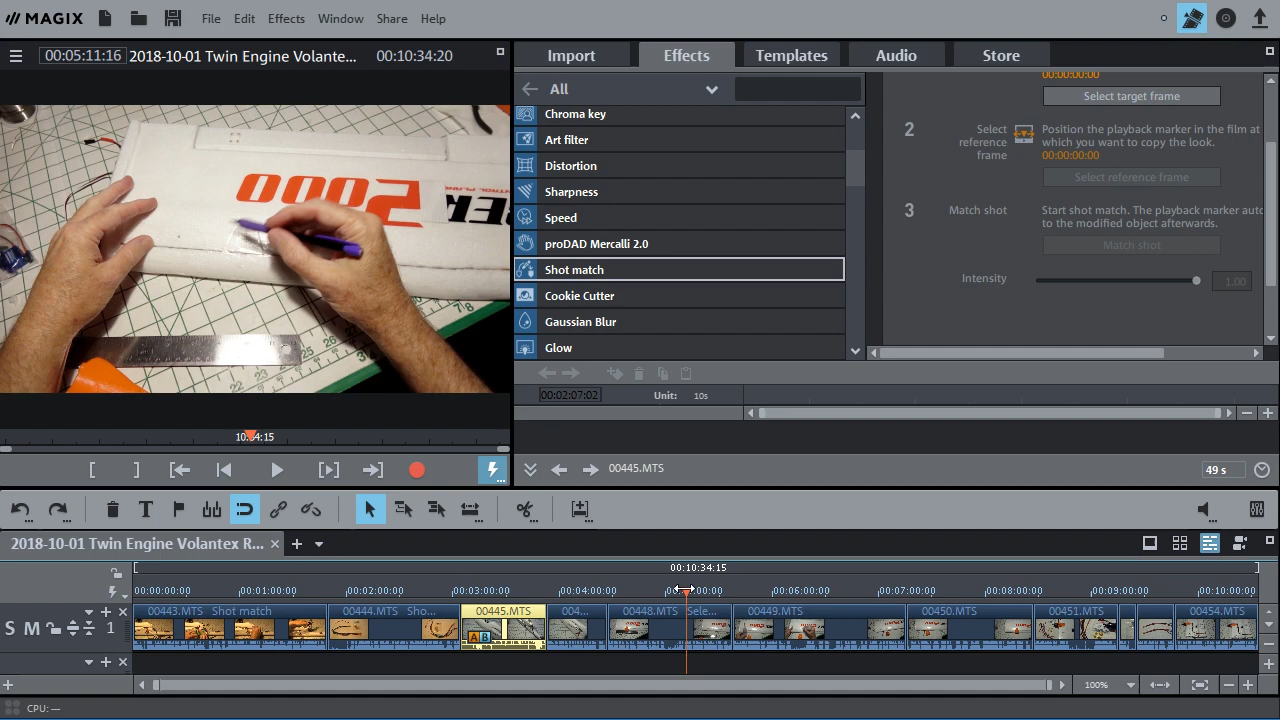 MAGIX File Edit Effects Window Share Help
00:05:11:16 2018-10-01 Twin Engine Volante... 00:10:34:20
Import Effects Templates Audio Store
All
00:00:00:00
Select target frame
Chroma key
Art filter
Distortion
Sharpness
Speed
proDAD Mercalli 2.0
Shot match
Cookie Cutter
Gaussian Blur
Glow
2 Select reference frame
Position the playback marker in the film at
which you want to copy the look.
00:00:00:00
Select reference frame
3 Match shot
Start shot match. The playback marker auto
to the modified object afterwards.
Match shot
Intensity 1.00
2000
00:02:07:02 Unit: 10s
00445.MTS 49 s
2018-10-01 Twin Engine Volantex R...
00:10:34:15
00:00:00:00 00:01:00:00 00:02:00:00 00:03:00:00 00:04:00:00 00:06:00:00 00:07:00:00 00:08:00:00 00:09:00:00 00:10:00:00
00443.MTS Shot match 00444.MTS Sho... 00445.MTS 004... 00448.MTS Sele... 00449.MTS 00450.MTS 00451.MTS 00454.MTS
S M 1
A B
100%
CPU: —